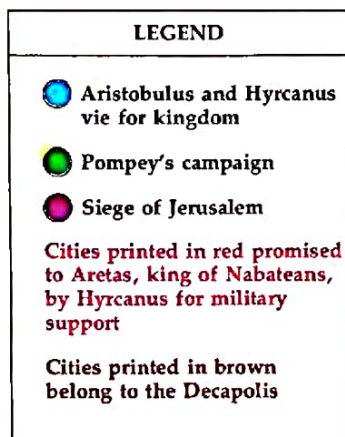 LEGEND
Aristobulus and Hyrcanus
vie for kingdom
Pompey's campaign
Siege of Jerusalem
Cities printed in red promised
to Aretas, king of Nabateans,
by Hyrcanus for military
support
Cities printed in brown
belong to the Decapolis